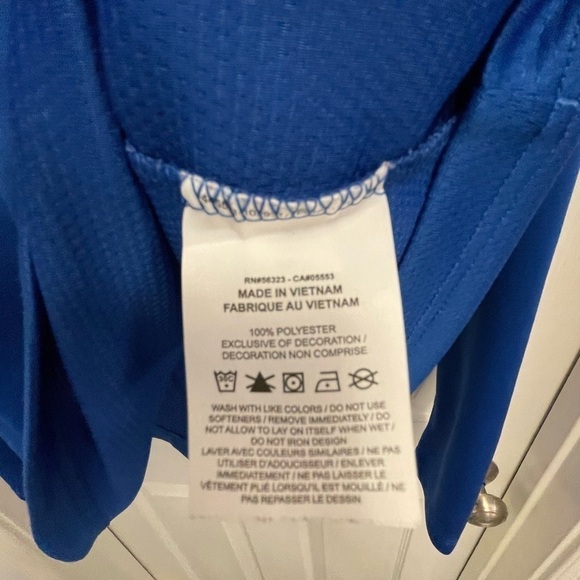 RN#56323 - CA#05553
MADE IN VIETNAM
FABRIQUE AU VIETNAM
100% POLYESTER
EXCLUSIVE OF DECORATION /
DECORATION NON COMPRISE
WASH WITH LIKE COLORS / DO NOT USE
SOFTENERS / REMOVE IMMEDIATELY / DO
NOT ALLOW TO LAY ON ITSELF WHEN WET /
DO NOT IRON DESIGN
LAVER AVEC COULEURS SIMILAIRES / NE PAS
UTILISER D'ADOUCISSEUR / ENLEVER
IMMÉDIATEMENT / NE PAS LAISSER LE
VÊTEMENT PLIÉ LORSQU'IL EST MOUILLÉ / NE
PAS REPASSER LE DESSIN